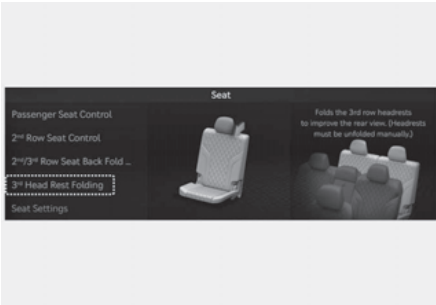 Seat
Passenger Seat Control
2nd Row Seat Control
2nd/3rd Row Seat Back Fold ...
3rd Head Rest Folding
Seat Settings
Folds the 3rd row headrests
to improve the rear view. (Headrests
must be unfolded manually.)